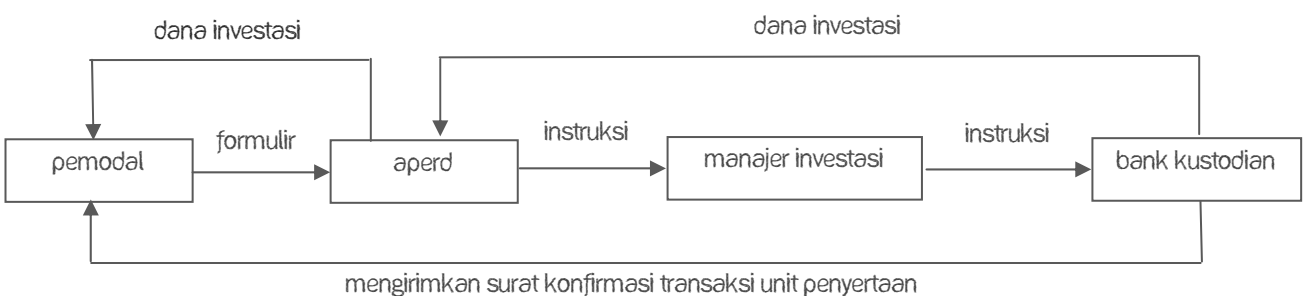 dana investasi
dana investasi
formulir
instruksi
instruksi
pemodal
aperd
manajer investasi
bank kustodian
mengirimkan surat konfirmasi transaksi unit penyertaan